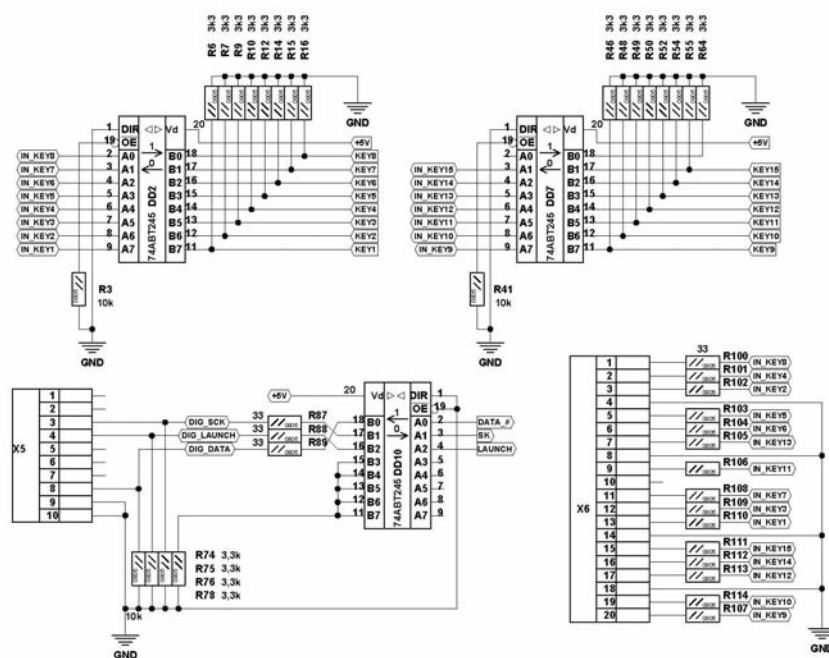 R6 3k3
R7 3k3
R9 3k3
R10 3k3
R12 3k3
R14 3k3
R15 3k3
R16 3k3
GND
1 DIR Vd 20 +5V
19 OE
IN_KEY8 2 A0 B0 18 KEY8
IN_KEY7 3 A1 B1 17 KEY7
IN_KEY6 4 A2 B2 16 KEY6
IN_KEY5 5 A3 B3 15 KEY5
IN_KEY4 6 A4 B4 14 KEY4
IN_KEY3 7 A5 B5 13 KEY3
IN_KEY2 8 A6 B6 12 KEY2
IN_KEY1 9 A7 B7 11 KEY1
1
0
74ABT245 DD2
R3
10k
GND
R46 3k3
R48 3k3
R49 3k3
R50 3k3
R52 3k3
R54 3k3
R55 3k3
R64 3k3
GND
1 DIR Vd 20 +5V
19 OE
2 A0 B0 18
IN_KEY15 3 A1 B1 17 KEY15
IN_KEY14 4 A2 B2 16 KEY14
IN_KEY13 5 A3 B3 15 KEY13
IN_KEY12 6 A4 B4 14 KEY12
IN_KEY11 7 A5 B5 13 KEY11
IN_KEY10 8 A6 B6 12 KEY10
IN_KEY9 9 A7 B7 11 KEY9
1
0
74ABT245 DD7
R41
10k
GND
X5
1
2
3
4
5
6
7
8
9
10
DIG_SCK 33 R87
DIG_LAUNCH 33 R88
DIG_DATA 33 R89
+5V 20 Vd DIR 1
OE 19
18 B0 A0 2 DATA_#
17 B1 A1 3 SK
16 B2 A2 4 LAUNCH
15 B3 A3 5
14 B4 A4 6
13 B5 A5 7
12 B6 A6 8
11 B7 A7 9
1
0
74ABT245 DD10
R74 3,3k
R75 3,3k
R76 3,3k
R78 3,3k
10k
GND
X6
33
1 R100 IN_KEY8
2 R101 IN_KEY4
3 R102 IN_KEY2
4
5 R103 IN_KEY5
6 R104 IN_KEY6
7 R105 IN_KEY13
8
9 R106 IN_KEY11
10
11 R108 IN_KEY7
12 R109 IN_KEY3
13 R110 IN_KEY1
14
15 R111 IN_KEY15
16 R112 IN_KEY14
17 R113 IN_KEY12
18
19 R114 IN_KEY10
20 R107 IN_KEY9
GND